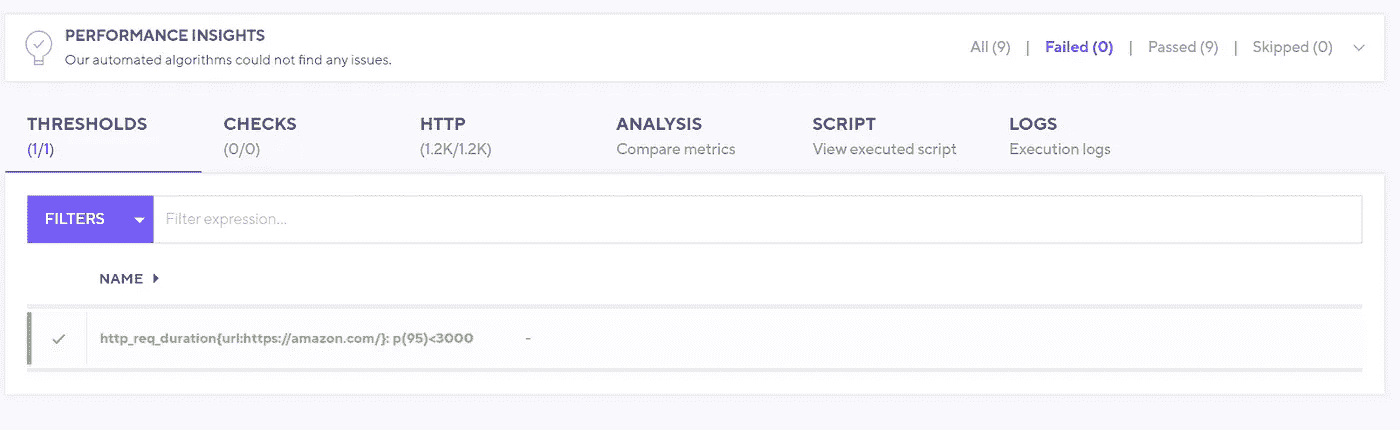 PERFORMANCE INSIGHTS
Our automated algorithms could not find any issues.
All (9) | Failed (0) | Passed (9) | Skipped (0)
THRESHOLDS CHECKS HTTP ANALYSIS SCRIPT LOGS
(1/1) (0/0) (1.2K/1.2K) Compare metrics View executed script Execution logs
FILTERS Filter expression...
NAME
http_req_duration{url:https://amazon.com/}: p(95)<3000 -